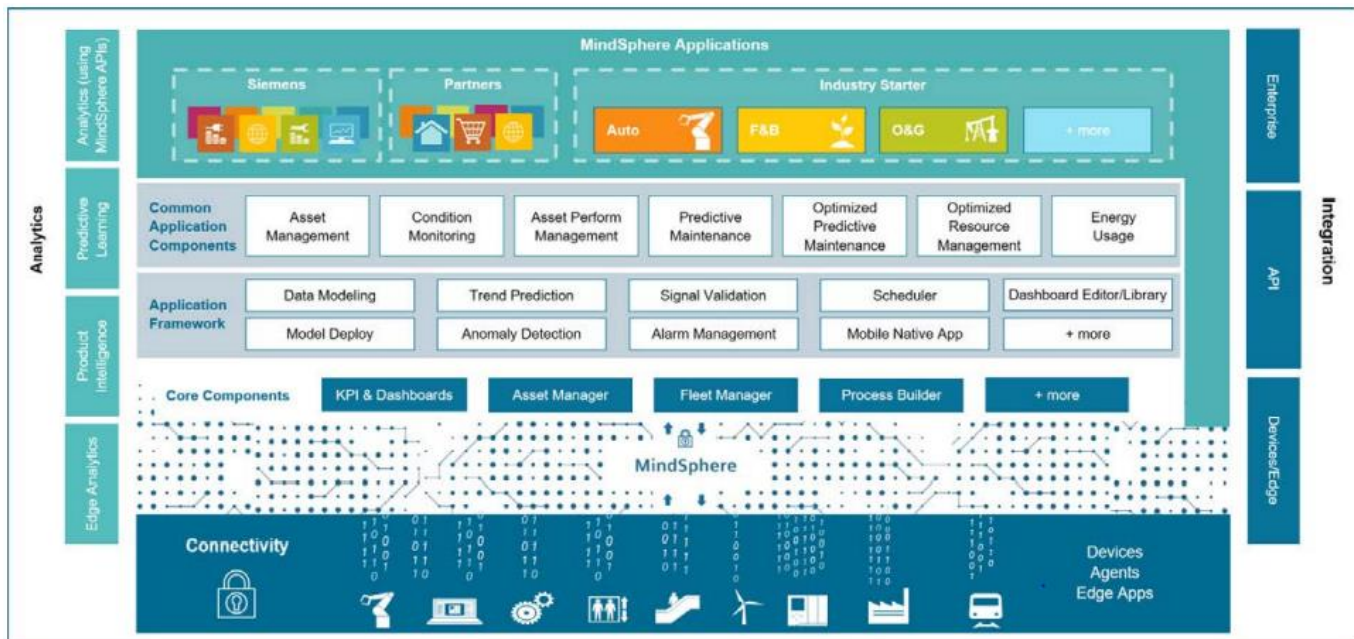 Analytics
Analytics (using
MindSphere APIs)
Predictive
Learning
Product
Intelligence
Edge Analytics
MindSphere Applications
Siemens
Partners
Industry Starter
Auto
F&B
O&G
+ more
Common
Application
Components
Asset
Management
Condition
Monitoring
Asset Perform
Management
Predictive
Maintenance
Optimized
Predictive
Maintenance
Optimized
Resource
Management
Energy
Usage
Application
Framework
Data Modeling
Trend Prediction
Signal Validation
Scheduler
Dashboard Editor/Library
Model Deploy
Anomaly Detection
Alarm Management
Mobile Native App
+ more
Core Components
KPI & Dashboards
Asset Manager
Fleet Manager
Process Builder
+ more
MindSphere
Connectivity
Devices
Agents
Edge Apps
Enterprise
API
Devices/Edge
Integration